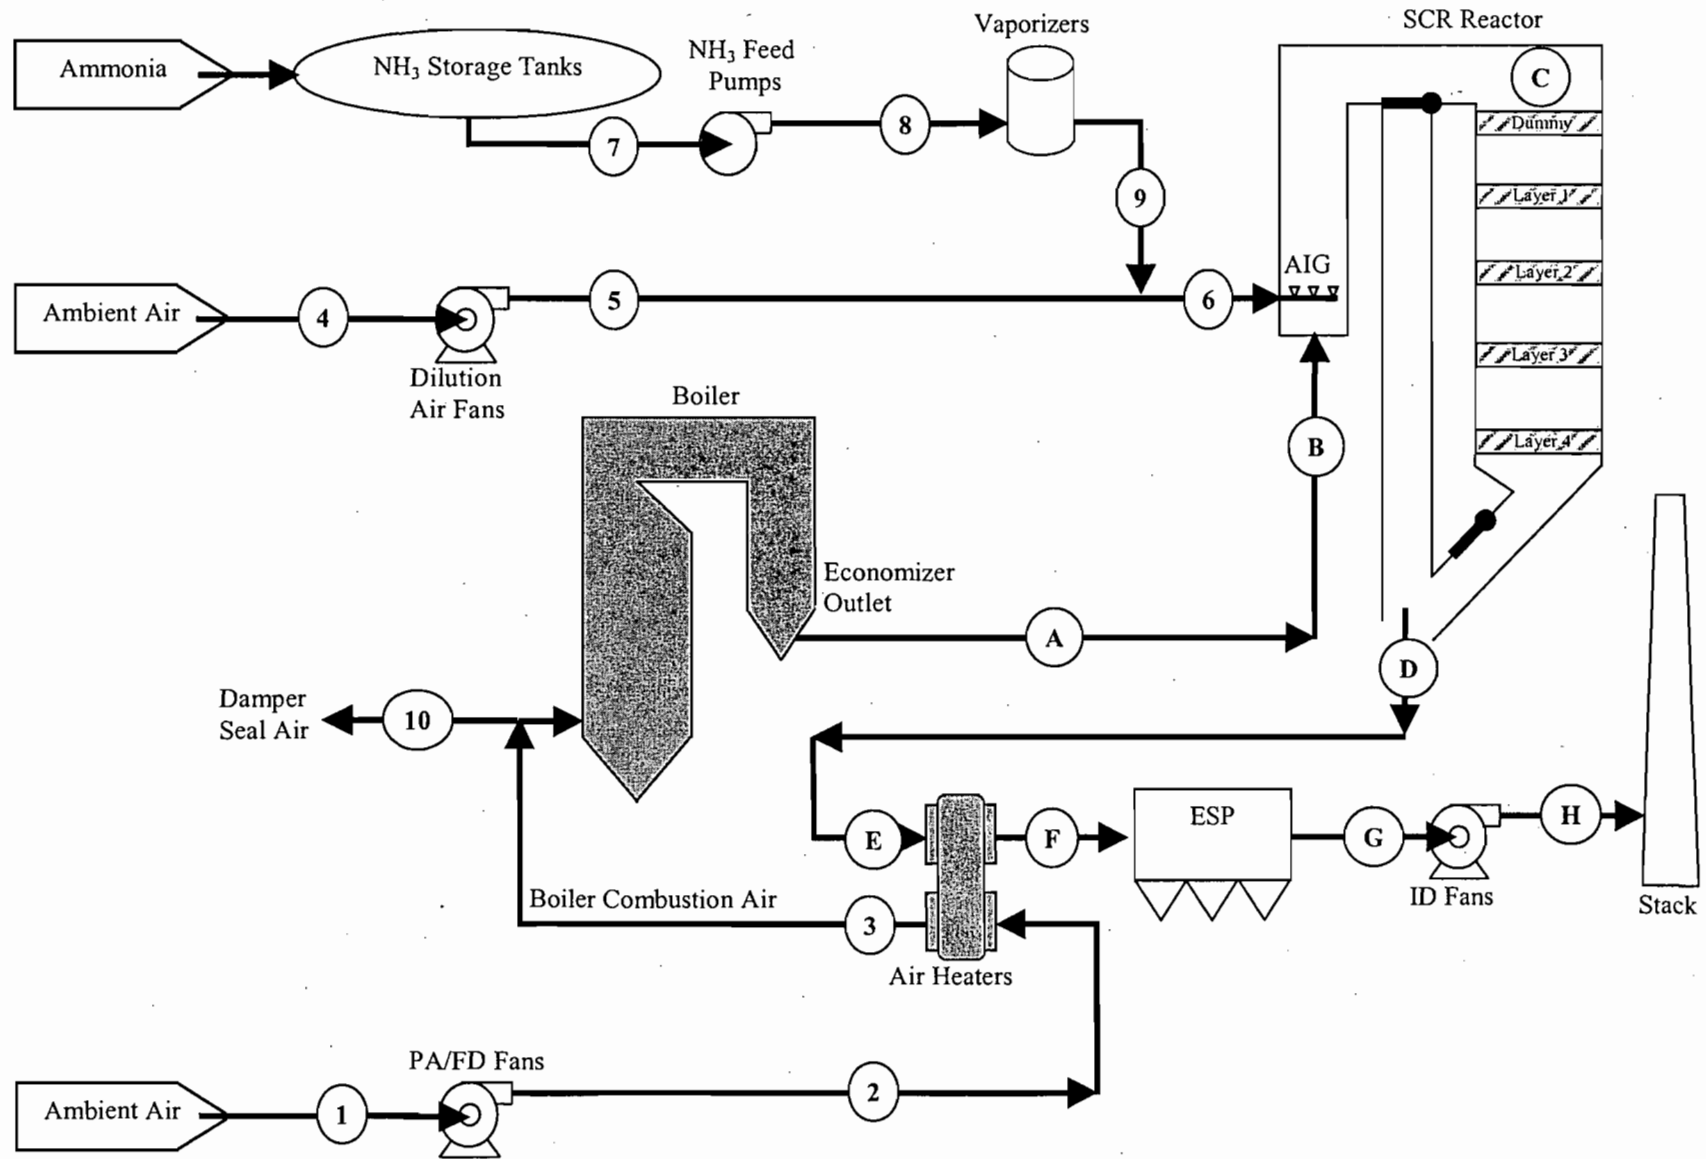 SCR Reactor
Vaporizers
NH₃ Feed
Pumps
Ammonia
NH₃ Storage Tanks
C
Dummy
7
8
9
Layer 1
Layer 2
Layer 3
Layer 4
AIG
Ambient Air
4
5
6
Dilution
Air Fans
Boiler
B
Economizer
Outlet
A
D
Damper
Seal Air
10
E
F
ESP
G
H
ID Fans
Stack
Boiler Combustion Air
3
Air Heaters
PA/FD Fans
Ambient Air
1
2